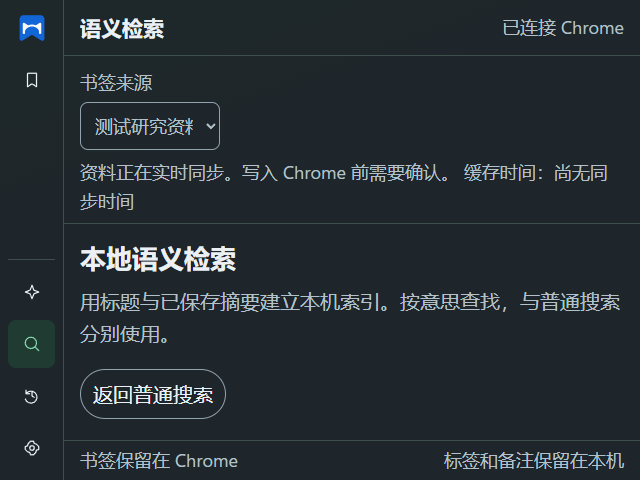 语义检索
已连接 Chrome
书签来源
测试研究资料
资料正在实时同步。写入 Chrome 前需要确认。 缓存时间：尚无同
步时间
本地语义检索
用标题与已保存摘要建立本机索引。按意思查找，与普通搜索
分别使用。
返回普通搜索
书签保留在 Chrome
标签和备注保留在本机